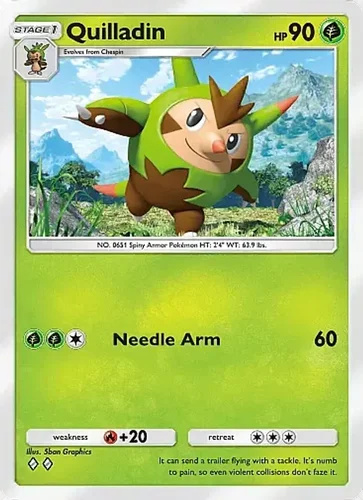 STAGE 1
Quilladin
HP 90
Evolves from Chespin
NO. 0651 Spiny Armor Pokémon HT: 2'4" WT: 63.9 lbs.
Needle Arm 60
weakness +20 retreat
Illus. Sban Graphics
It can send a trailer flying with a tackle. It's numb
to pain, so even violent collisions don't faze it.